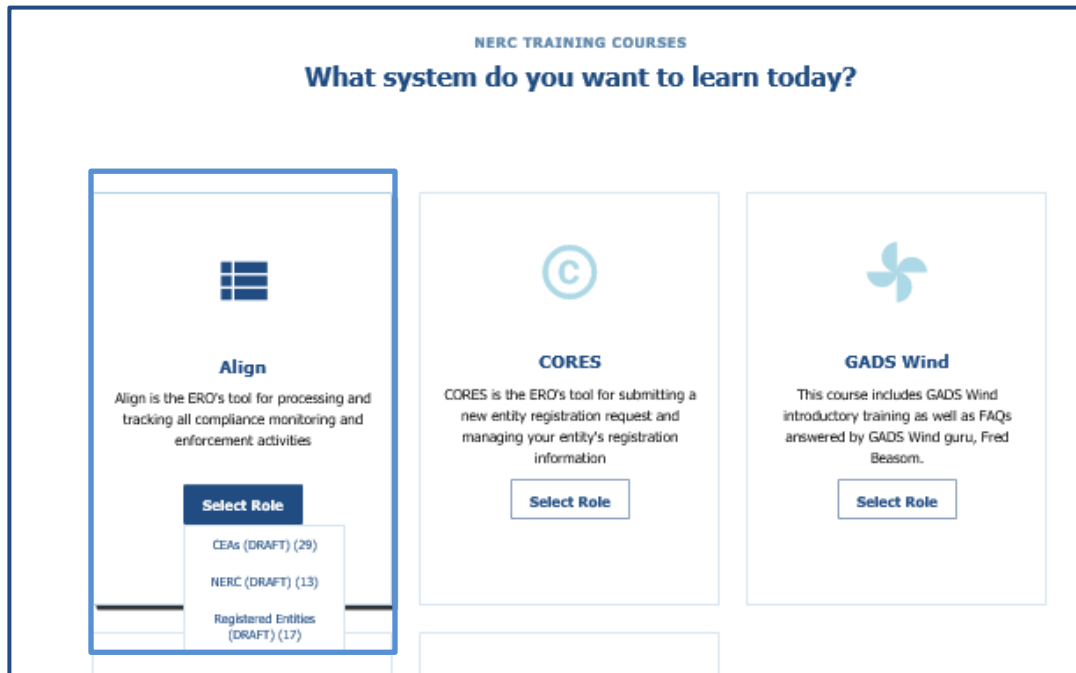 NERC TRAINING COURSES
What system do you want to learn today?
Align
Align is the ERO's tool for processing and
tracking all compliance monitoring and
enforcement activities
Select Role
CEAs (DRAFT) (29)
NERC (DRAFT) (13)
Registered Entities
(DRAFT) (17)
C
CORES
CORES is the ERO's tool for submitting a
new entity registration request and
managing your entity's registration
information
Select Role
GADS Wind
This course includes GADS Wind
introductory training as well as FAQs
answered by GADS Wind guru, Fred
Beasom.
Select Role